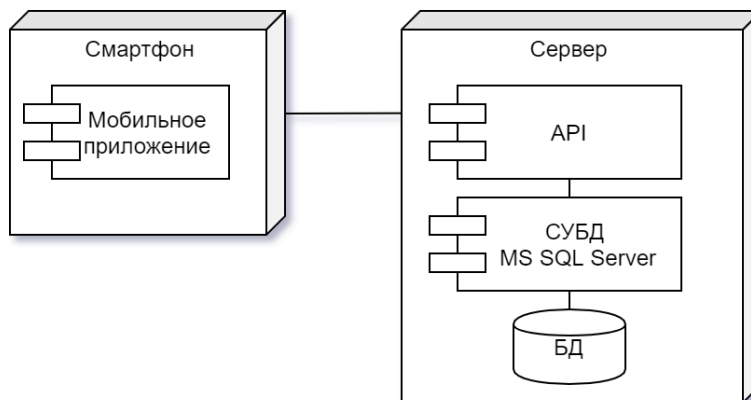 Смартфон
Мобильное
приложение
Сервер
API
СУБД
MS SQL Server
БД